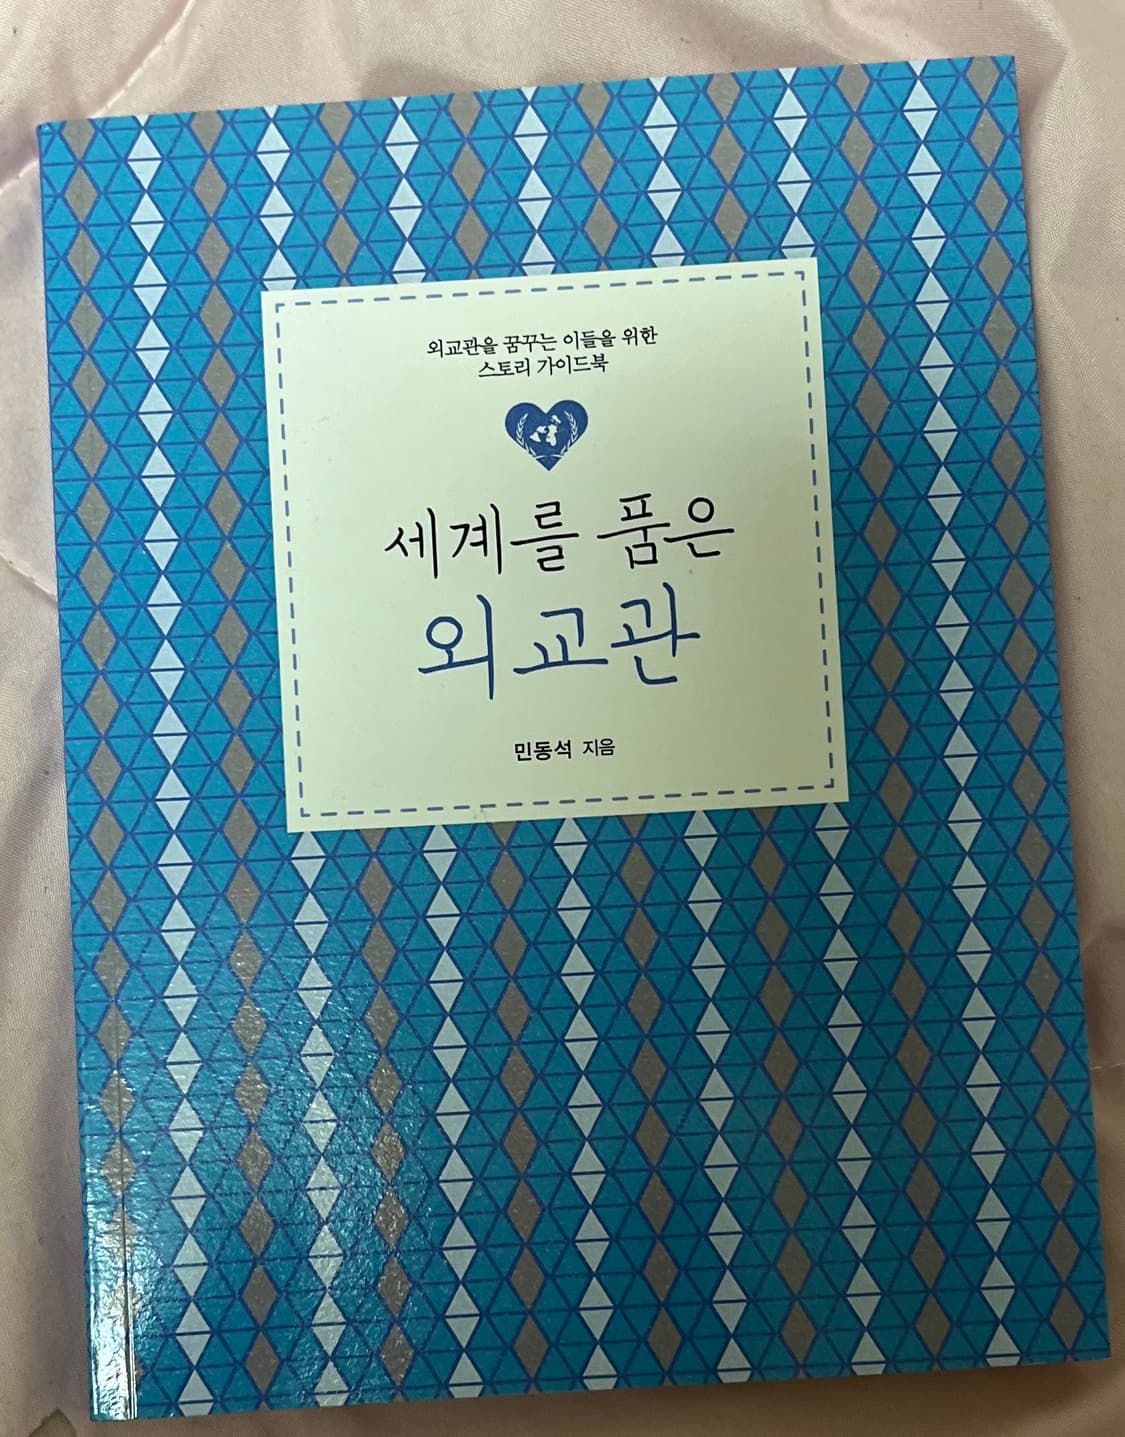 외교관을 꿈꾸는 이들을 위한
스토리 가이드북
세계를 품은
외교관
민동석 지음